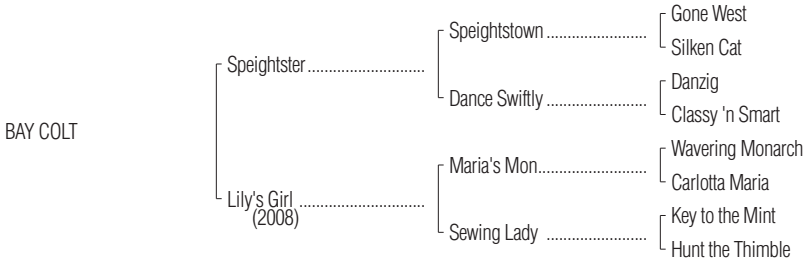 Gone West
Speightstown ........................
Silken Cat
Speightster ............................
Danzig
Dance Swiftly ........................
Classy 'n Smart
BAY COLT
Wavering Monarch
Maria's Mon..........................
Carlotta Maria
Lily's Girl ..............................
(2008)
Key to the Mint
Sewing Lady ........................
Hunt the Thimble